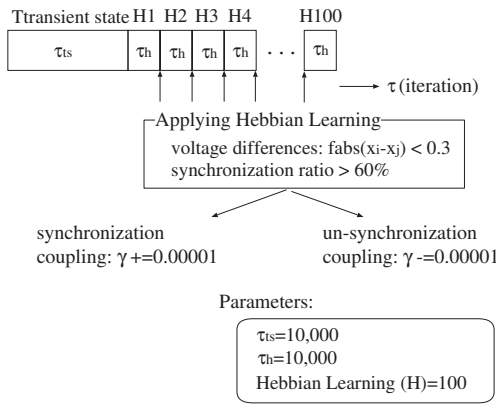 Ttransient state H1 H2 H3 H4 H100
τts τh τh τh τh . . . τh
τ (iteration)
Applying Hebbian Learning
voltage differences: fabs(xi-xj) < 0.3
synchronization ratio > 60%
synchronization
coupling: γ +=0.00001
un-synchronization
coupling: γ -=0.00001
Parameters:
τts=10,000
τh=10,000
Hebbian Learning (H)=100